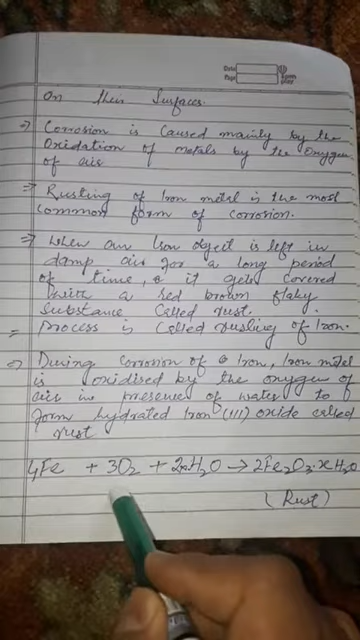 Date
Page
on their Surfaces.
⇒ Corrosion is Caused mainly by the
Oxidation of metals by the Oxygen
of air
⇒ Rusting of Iron metal is the most
Common form of corrosion.
⇒ When an Iron object is left in
damp air for a long period
of time, it gets Covered
with a red brown flaky
Substance Called rust.
= Process is Called rusting of Iron.
⇒ During corrosion of Iron, Iron metal
is oxidised by the oxygen of
air in presence of water to
form hydrated Iron (III) oxide called
rust
4Fe + 3O₂ + 2xH₂O → 2Fe₂O₃·xH₂O
(Rust)